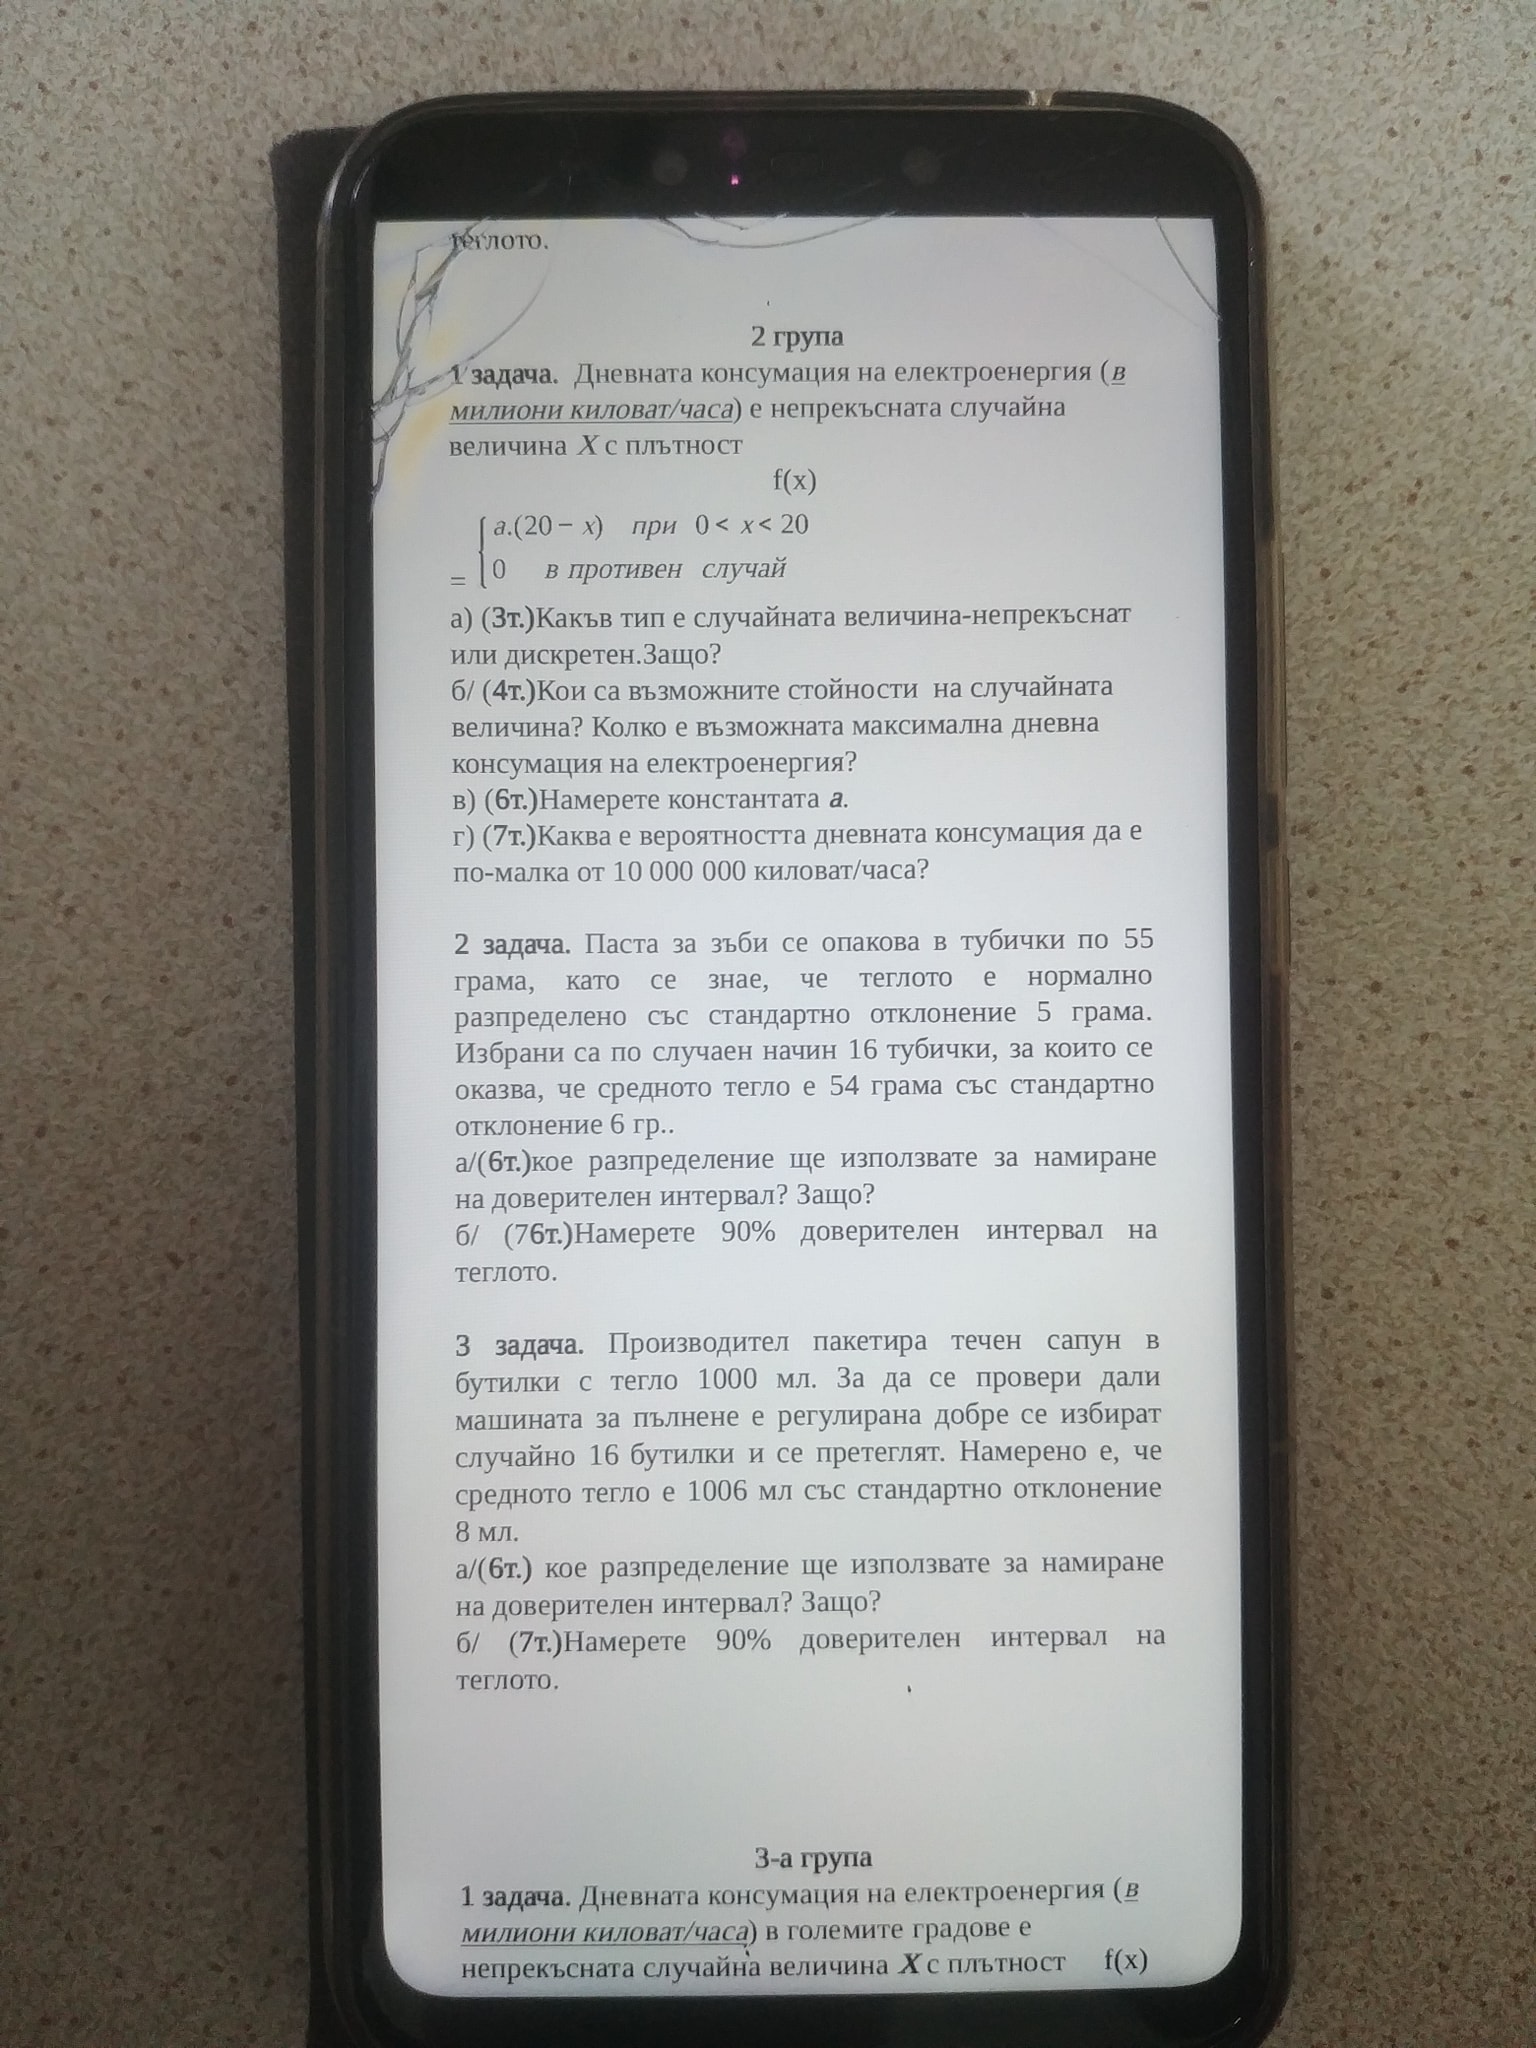 теглото.
2 група
1 задача. Дневната консумация на електроенергия (в
милиони киловат/часа) е непрекъсната случайна
величина X с плътност
f(x)
a.(20 − x) при 0 < x < 20
= 0 в противен случай
а) (3т.)Какъв тип е случайната величина-непрекъснат
или дискретен.Защо?
б/ (4т.)Кои са възможните стойности на случайната
величина? Колко е възможната максимална дневна
консумация на електроенергия?
в) (6т.)Намерете константата a.
г) (7т.)Каква е вероятността дневната консумация да е
по-малка от 10 000 000 киловат/часа?
2 задача. Паста за зъби се опакова в тубички по 55
грама, като се знае, че теглото е нормално
разпределено със стандартно отклонение 5 грама.
Избрани са по случаен начин 16 тубички, за които се
оказва, че средното тегло е 54 грама със стандартно
отклонение 6 гр..
а/(6т.)кое разпределение ще използвате за намиране
на доверителен интервал? Защо?
б/ (76т.)Намерете 90% доверителен интервал на
теглото.
3 задача. Производител пакетира течен сапун в
бутилки с тегло 1000 мл. За да се провери дали
машината за пълнене е регулирана добре се избират
случайно 16 бутилки и се претеглят. Намерено е, че
средното тегло е 1006 мл със стандартно отклонение
8 мл.
а/(6т.) кое разпределение ще използвате за намиране
на доверителен интервал? Защо?
б/ (7т.)Намерете 90% доверителен интервал на
теглото.
3-а група
1 задача. Дневната консумация на електроенергия (в
милиони киловат/часа) в големите градове е
непрекъсната случайна величина X с плътност f(x)